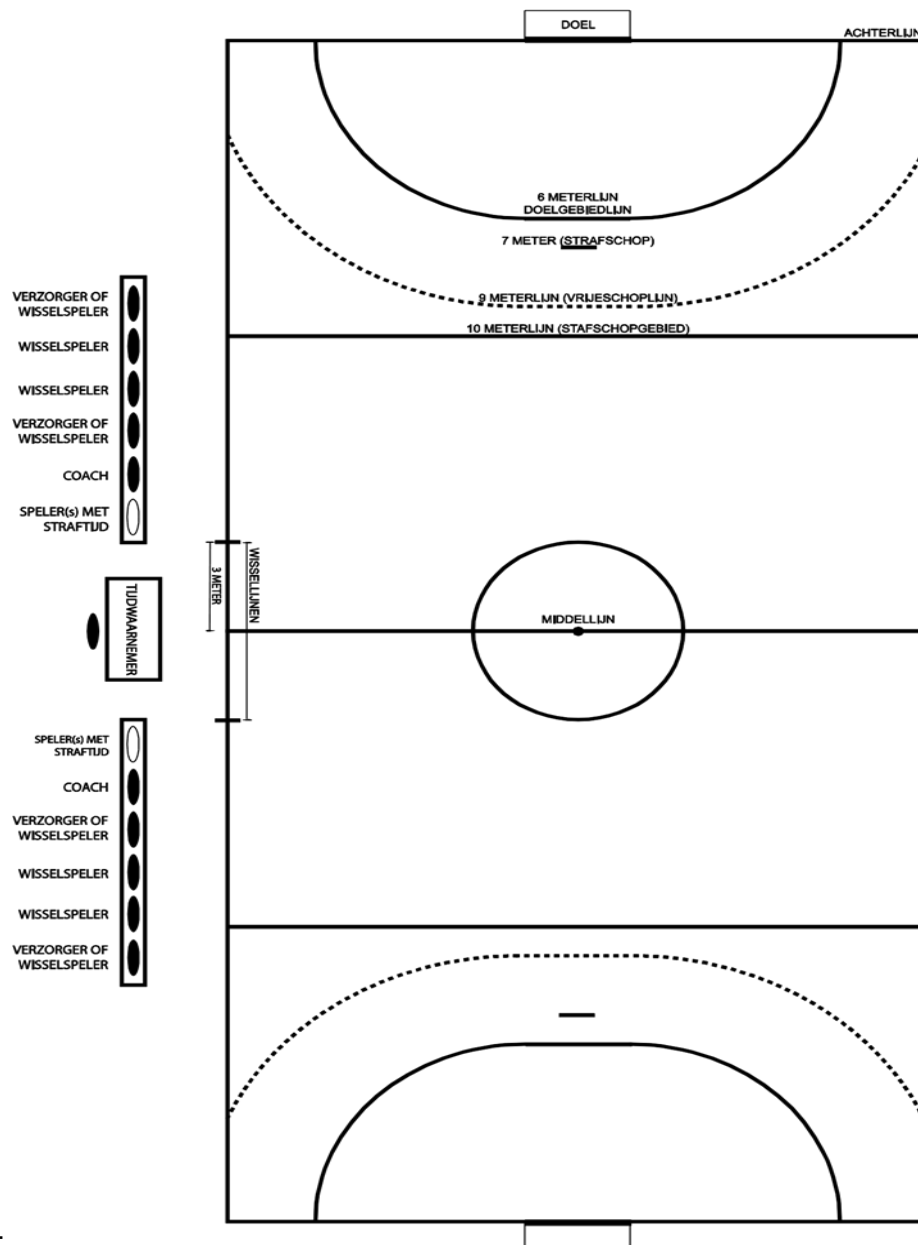 DOEL
ACHTERLIJN
6 METERLIJN
DOELGEBIEDLIJN
7 METER (STRAFSCHOP)
9 METERLIJN (VRIJESCHOPLIJN)
10 METERLIJN (STAFSCHOPGEBIED)
VERZORGER OF
WISSELSPELER
WISSELSPELER
WISSELSPELER
VERZORGER OF
WISSELSPELER
COACH
SPELER(s) MET
STRAFTIJD
3 METER
WISSELLIJNEN
TIJDWAARNEMER
MIDDELLIJN
SPELER(s) MET
STRAFTIJD
COACH
VERZORGER OF
WISSELSPELER
WISSELSPELER
WISSELSPELER
VERZORGER OF
WISSELSPELER